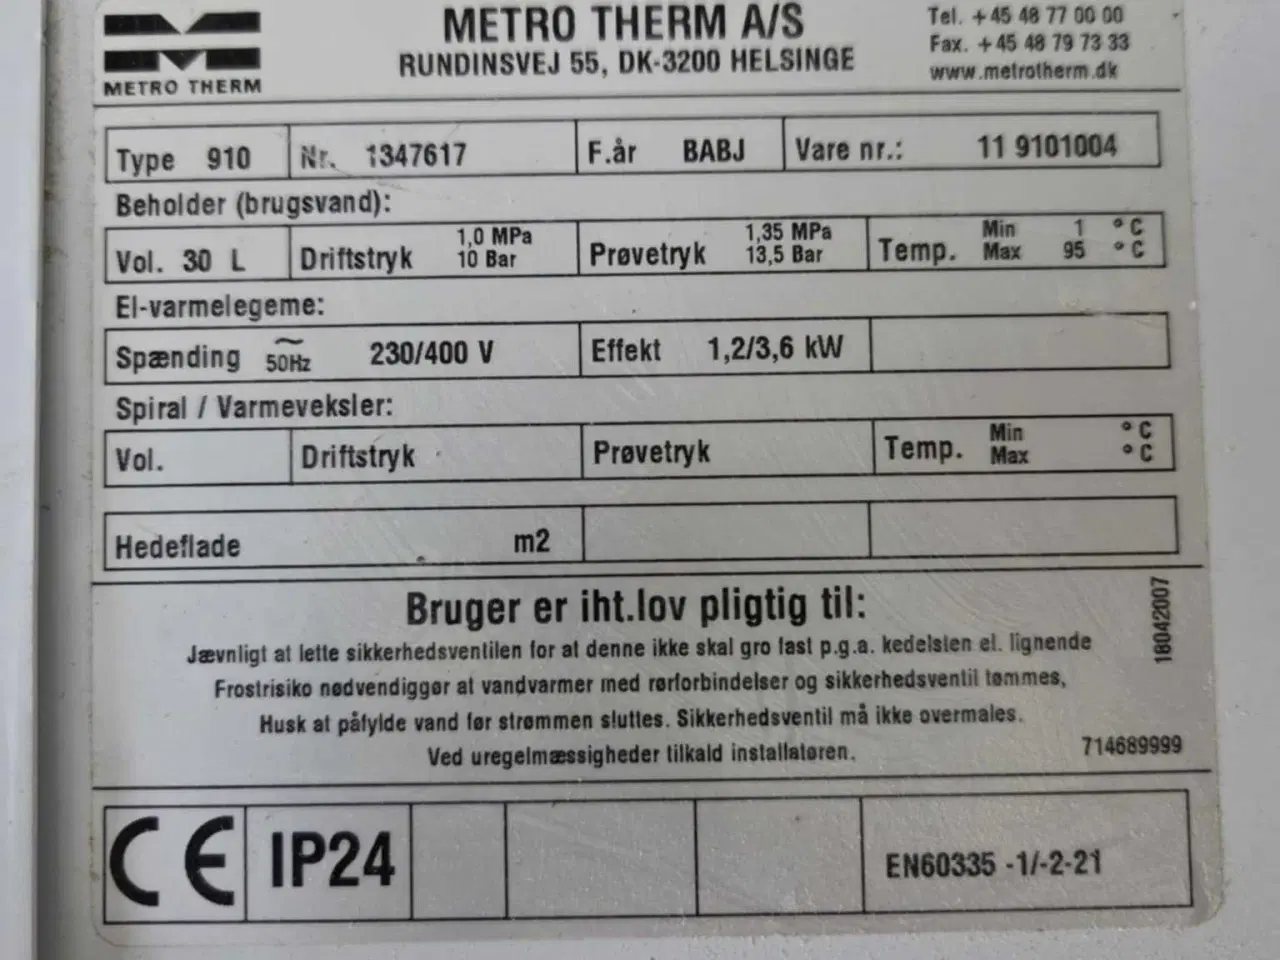 METRO THERM
METRO THERM A/S
RUNDINSVEJ 55, DK-3200 HELSINGE
Tel. +45 48 77 00 00
Fax. +45 48 79 73 33
www.metrotherm.dk
Type 910 Nr. 1347617 F.år BABJ Vare nr.: 11 9101004
Beholder (brugsvand):
Vol. 30 L Driftstryk 1,0 MPa 10 Bar Prøvetryk 1,35 MPa 13,5 Bar Temp. Min 1 °C Max 95 °C
El-varmelegeme:
Spænding ~ 50Hz 230/400 V Effekt 1,2/3,6 kW
Spiral / Varmeveksler:
Vol. Driftstryk Prøvetryk Temp. Min °C Max °C
Hedeflade m2
Bruger er iht.lov pligtig til:
Jævnligt at lette sikkerhedsventilen for at denne ikke skal gro fast p.g.a. kedelsten el. lignende
Frostrisiko nødvendiggør at vandvarmer med rørforbindelser og sikkerhedsventil tømmes,
Husk at påfylde vand før strømmen sluttes. Sikkerhedsventil må ikke overmales.
Ved uregelmæssigheder tilkald installatøren.
18042007
714689999
CE IP24 EN60335 -1/-2-21